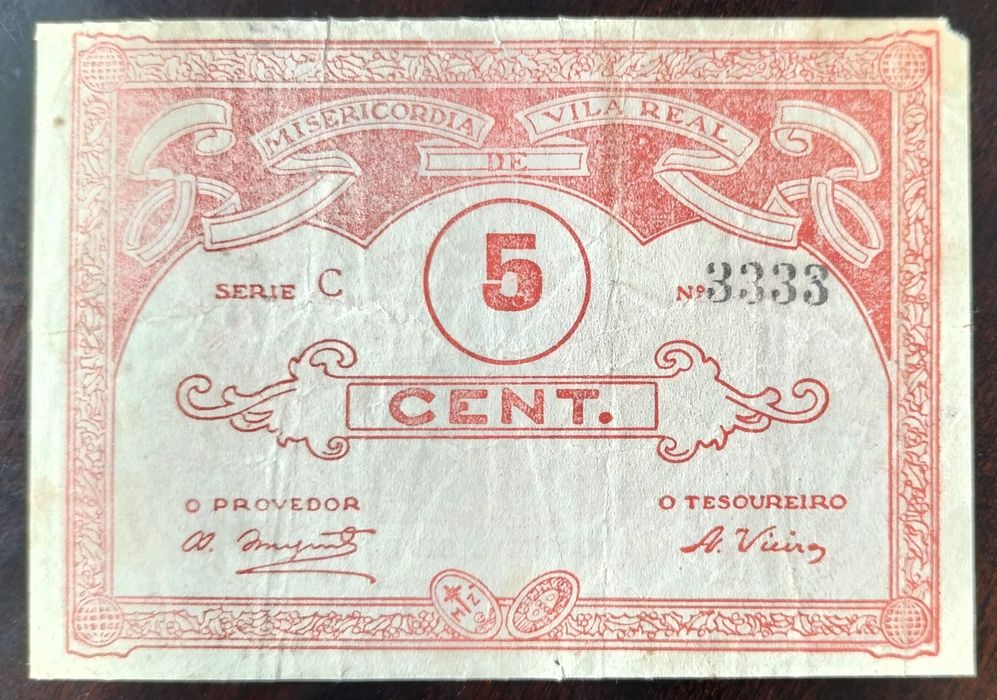 MISERICORDIA
DE
VILA REAL
5
SERIE C
Nº 3333
CENT.
O PROVEDOR
O TESOUREIRO
A. Vieira